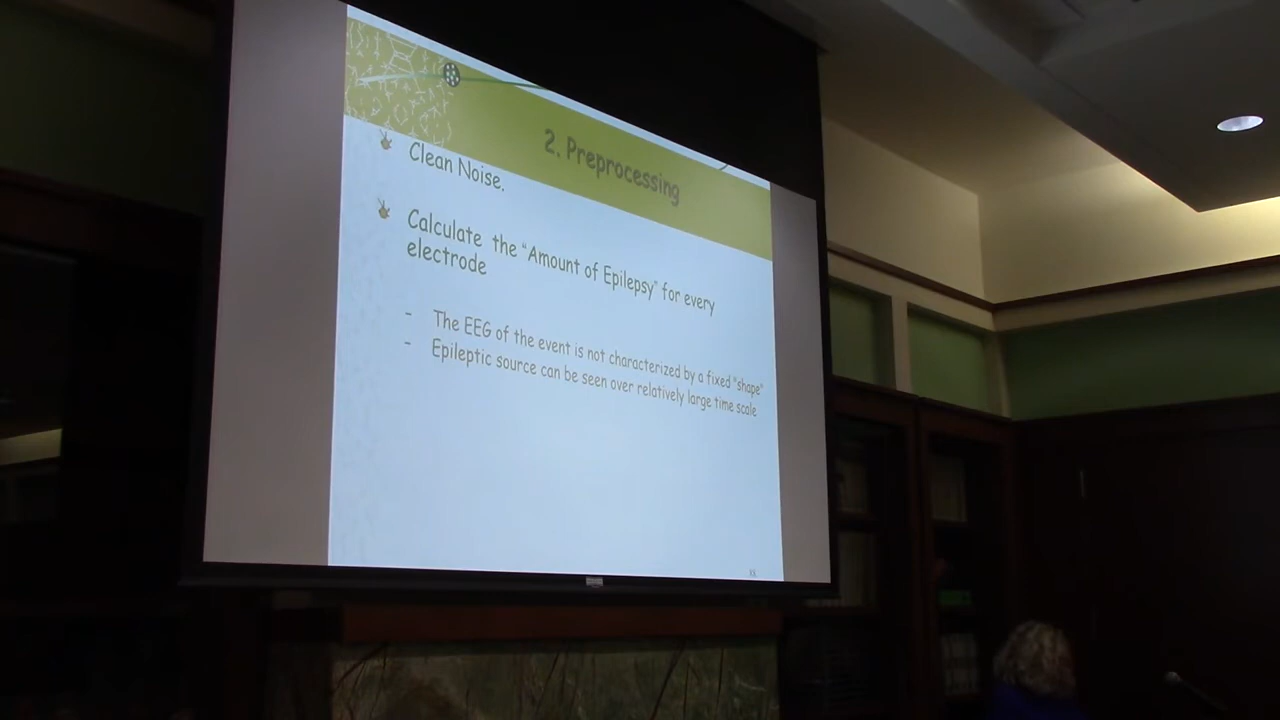 2. Preprocessing
Clean Noise.
Calculate the "Amount of Epilepsy" for every
electrode
- The EEG of the event is not characterized by a fixed "shape"
- Epileptic source can be seen over relatively large time scale